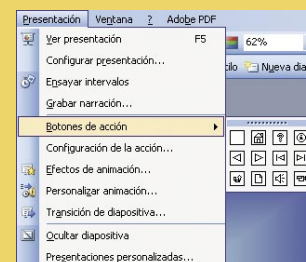 Presentación Ventana ? Adobe PDF
Ver presentación F5
62%
Configurar presentación...
ilo Nueva dia
Ensayar intervalos
Grabar narración...
Botones de acción
Configuración de la acción...
Efectos de animación...
Personalizar animación...
Transición de diapositiva...
Ocultar diapositiva
Presentaciones personalizadas...